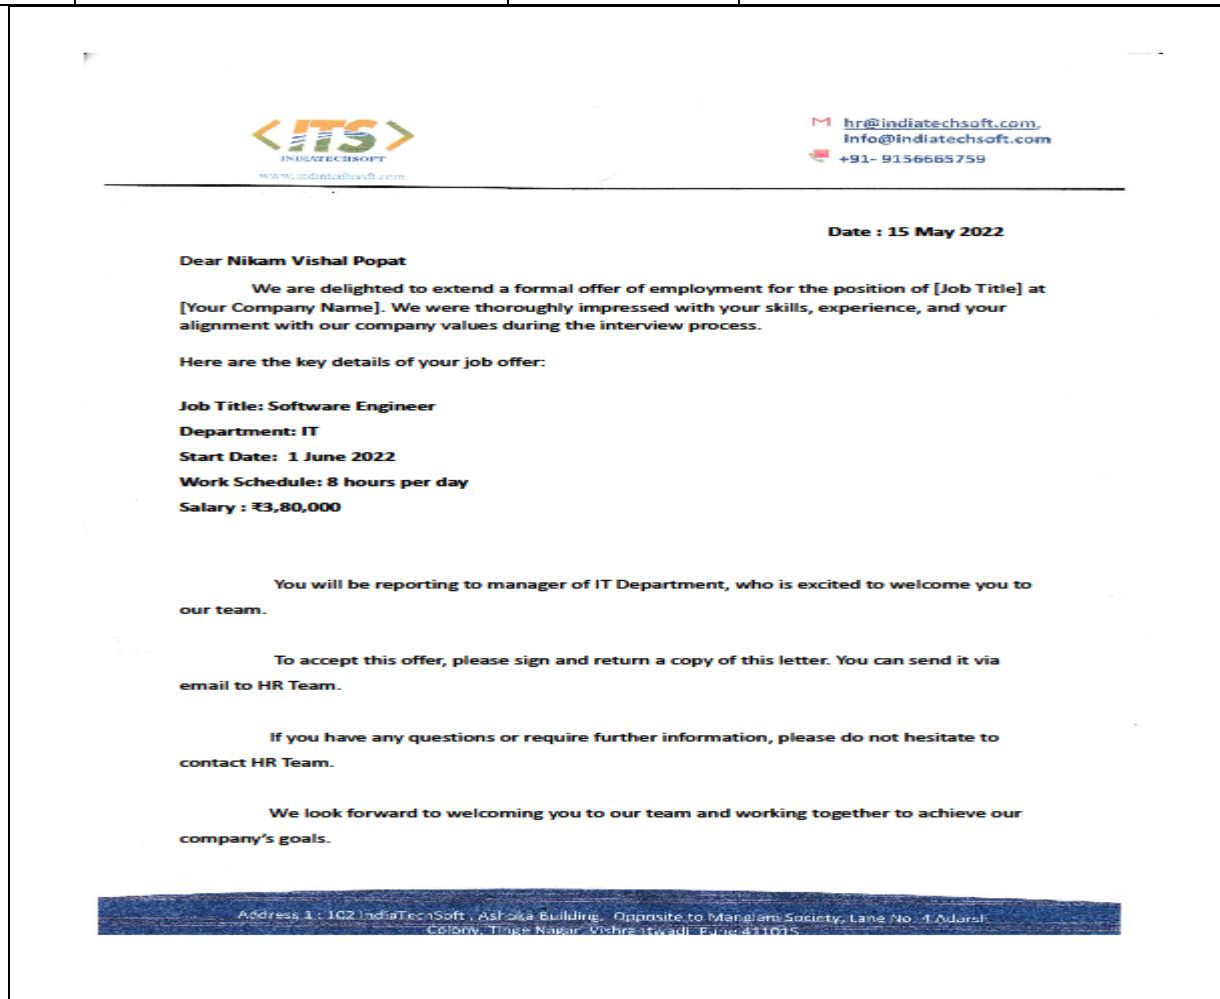 ITS
INDIATECHSOFT
hr@indiatechsoft.com,
info@indiatechsoft.com
+91- 9156665759
Date : 15 May 2022
Dear Nikam Vishal Popat
We are delighted to extend a formal offer of employment for the position of [Job Title] at
[Your Company Name]. We were thoroughly impressed with your skills, experience, and your
alignment with our company values during the interview process.
Here are the key details of your job offer:
Job Title: Software Engineer
Department: IT
Start Date: 1 June 2022
Work Schedule: 8 hours per day
Salary : ₹3,80,000
You will be reporting to manager of IT Department, who is excited to welcome you to
our team.
To accept this offer, please sign and return a copy of this letter. You can send it via
email to HR Team.
If you have any questions or require further information, please do not hesitate to
contact HR Team.
We look forward to welcoming you to our team and working together to achieve our
company's goals.
Address 1 : 102 IndiaTechSoft , Ashoka Building, Opposite to Manglam Society, Lane No. 4 Adarsh
Colony, Tinge Nagar, Vishrantwadi, Pune 411015